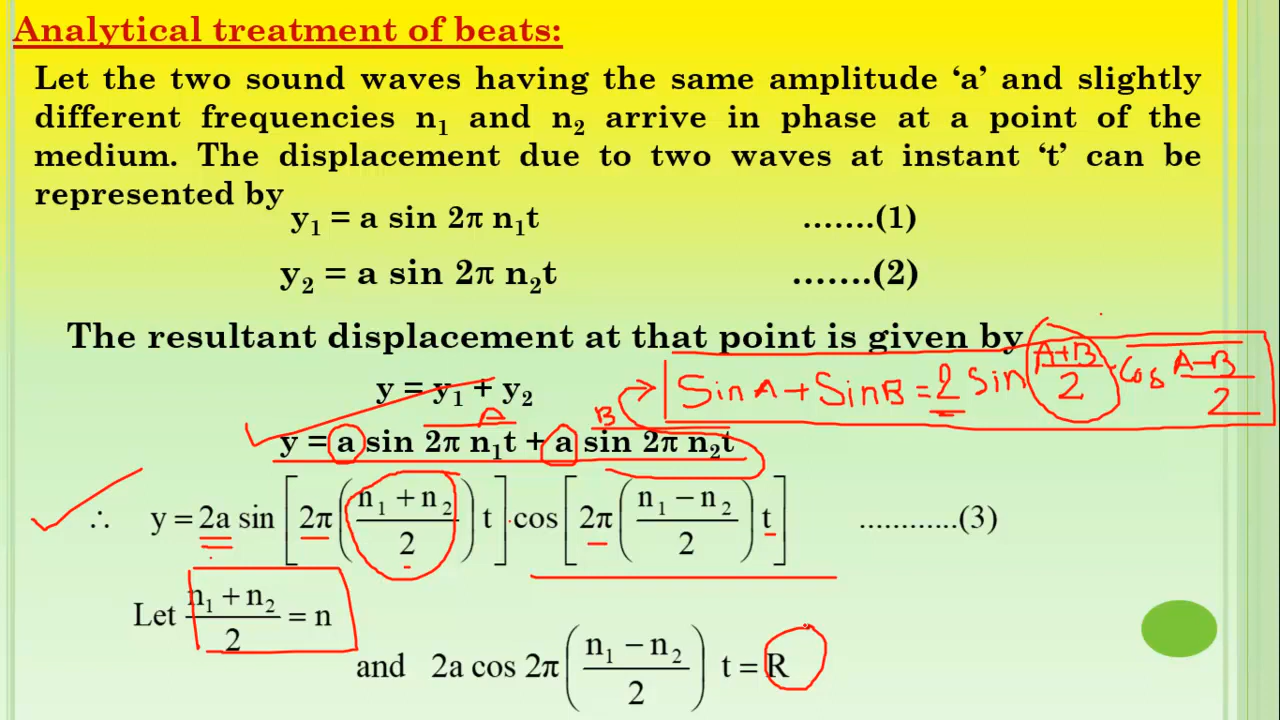 Analytical treatment of beats:
Let the two sound waves having the same amplitude ‘a’ and slightly
different frequencies n₁ and n₂ arrive in phase at a point of the
medium. The displacement due to two waves at instant ‘t’ can be
represented by
y₁ = a sin 2π n₁t .......(1)
y₂ = a sin 2π n₂t .......(2)
The resultant displacement at that point is given by
y = y₁ + y₂
SinA + SinB = 2 Sin (A+B)/2 · Cos (A-B)/2
A B
y = a sin 2π n₁t + a sin 2π n₂t
∴ y = 2a sin [2π ((n₁ + n₂)/2) t] cos [2π ((n₁ − n₂)/2) t] ............(3)
Let (n₁ + n₂)/2 = n
and 2a cos 2π ((n₁ − n₂)/2) t = R